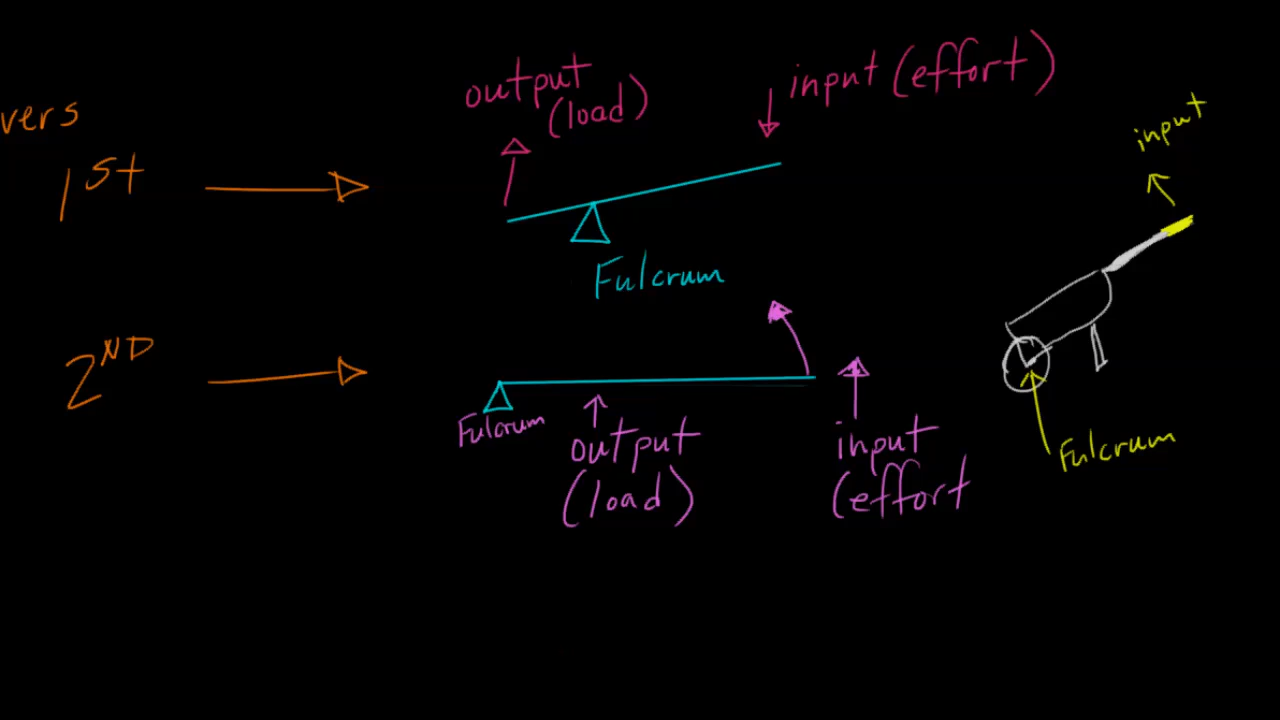 vers
1ST
output
(load)
input (effort)
Fulcrum
input
Fulcrum
2ND
Fulcrum
output
(load)
input
(effort